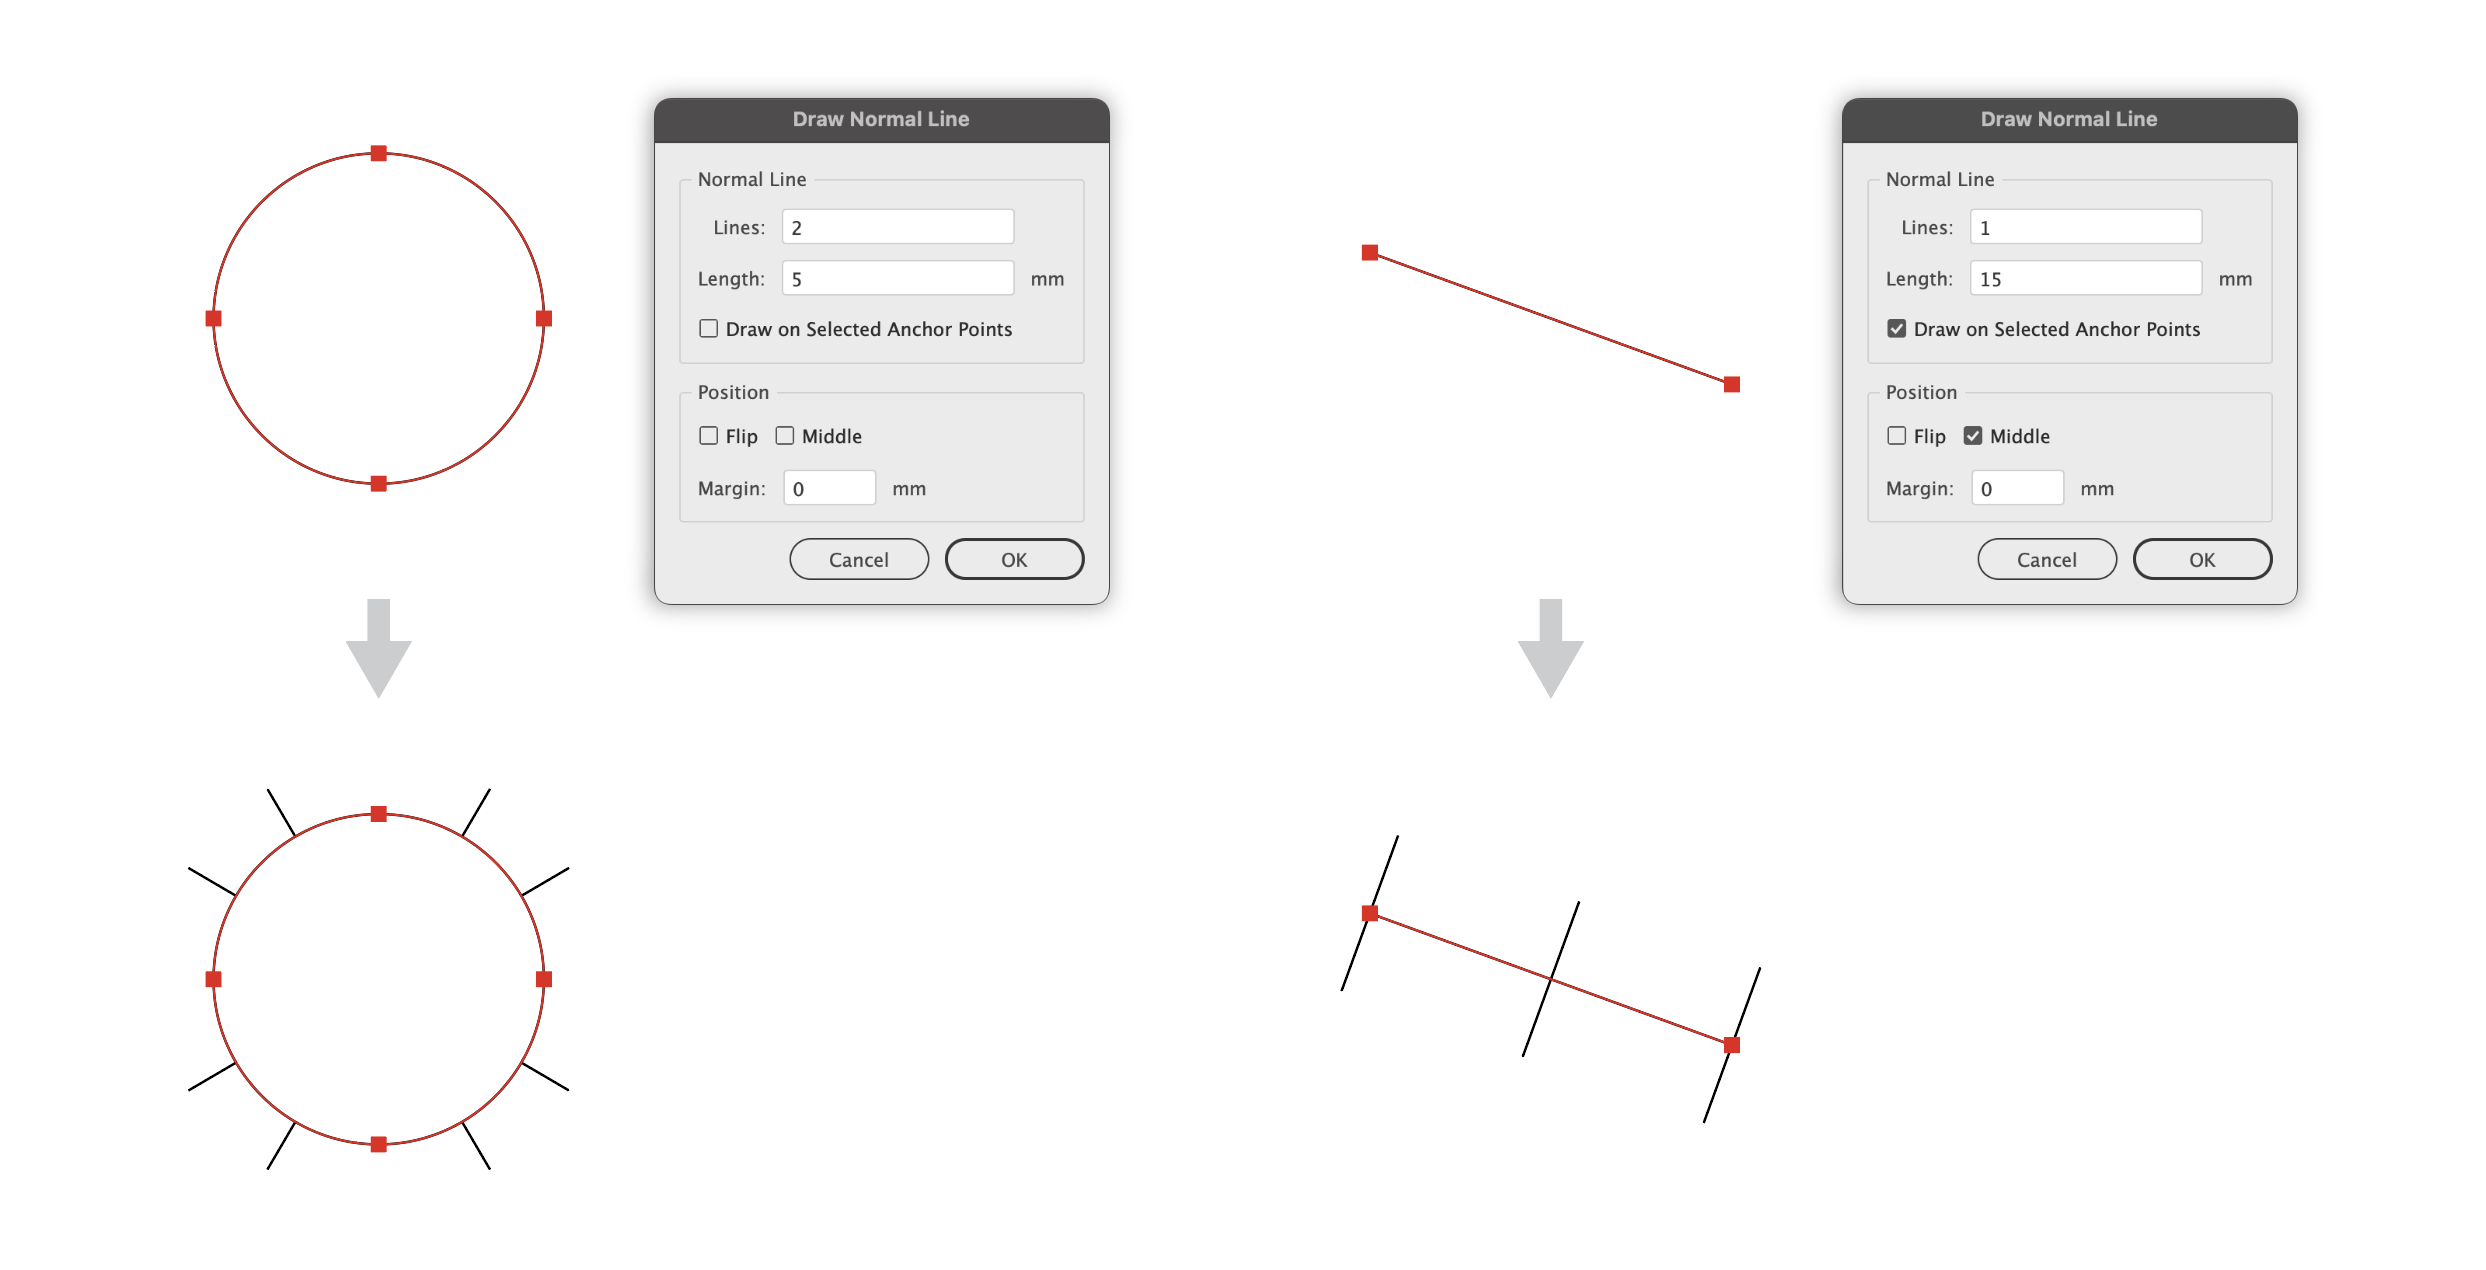 Draw Normal Line
Normal Line
Lines: 2
Length: 5 mm
Draw on Selected Anchor Points
Position
Flip Middle
Margin: 0 mm
Cancel OK
Draw Normal Line
Normal Line
Lines: 1
Length: 15 mm
Draw on Selected Anchor Points
Position
Flip Middle
Margin: 0 mm
Cancel OK